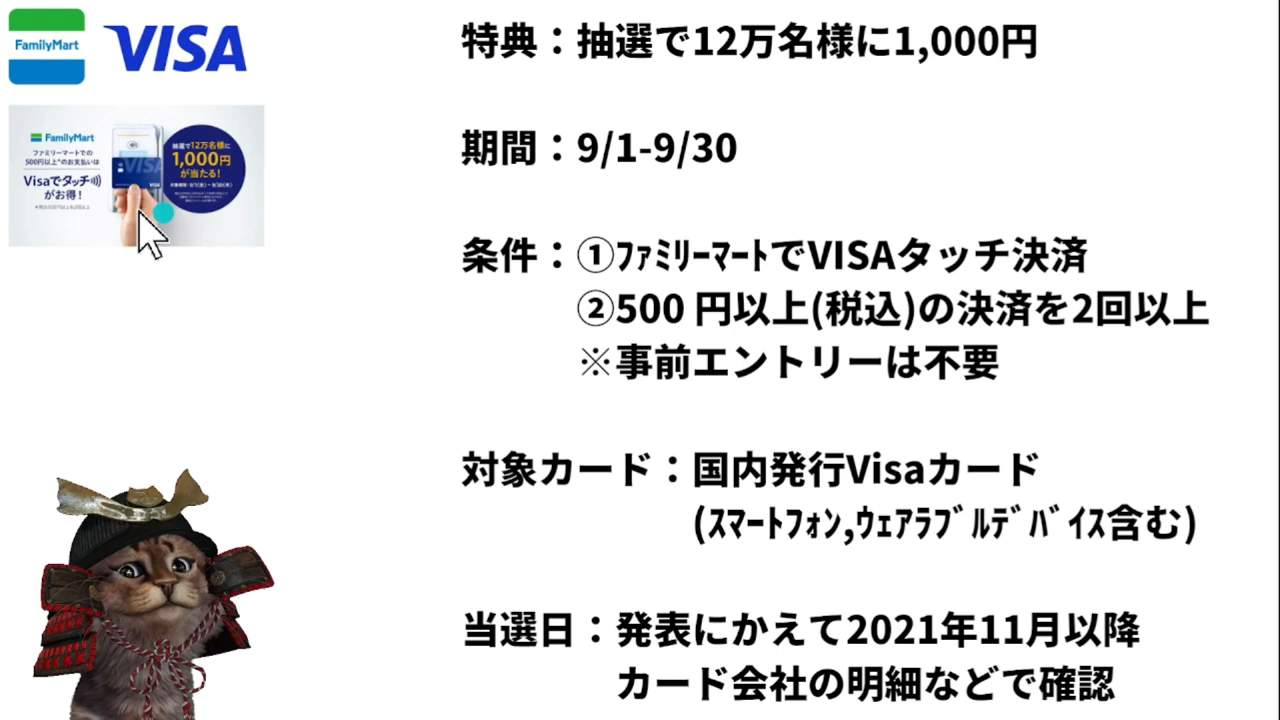 FamilyMart
VISA
FamilyMart
ファミリーマートでの
500円以上*のお支払いは
Visaでタッチ
がお得!
抽選で12万名様に
1,000円
が当たる!
VISA
特典：抽選で12万名様に1,000円
期間：9/1-9/30
条件：①ﾌｧﾐﾘｰﾏｰﾄでVISAタッチ決済
②500 円以上(税込)の決済を2回以上
※事前エントリーは不要
対象カード：国内発行Visaカード
(ｽﾏｰﾄﾌｫﾝ,ｳｪｱﾗﾌﾞﾙﾃﾞﾊﾞｲｽ含む)
当選日：発表にかえて2021年11月以降
カード会社の明細などで確認